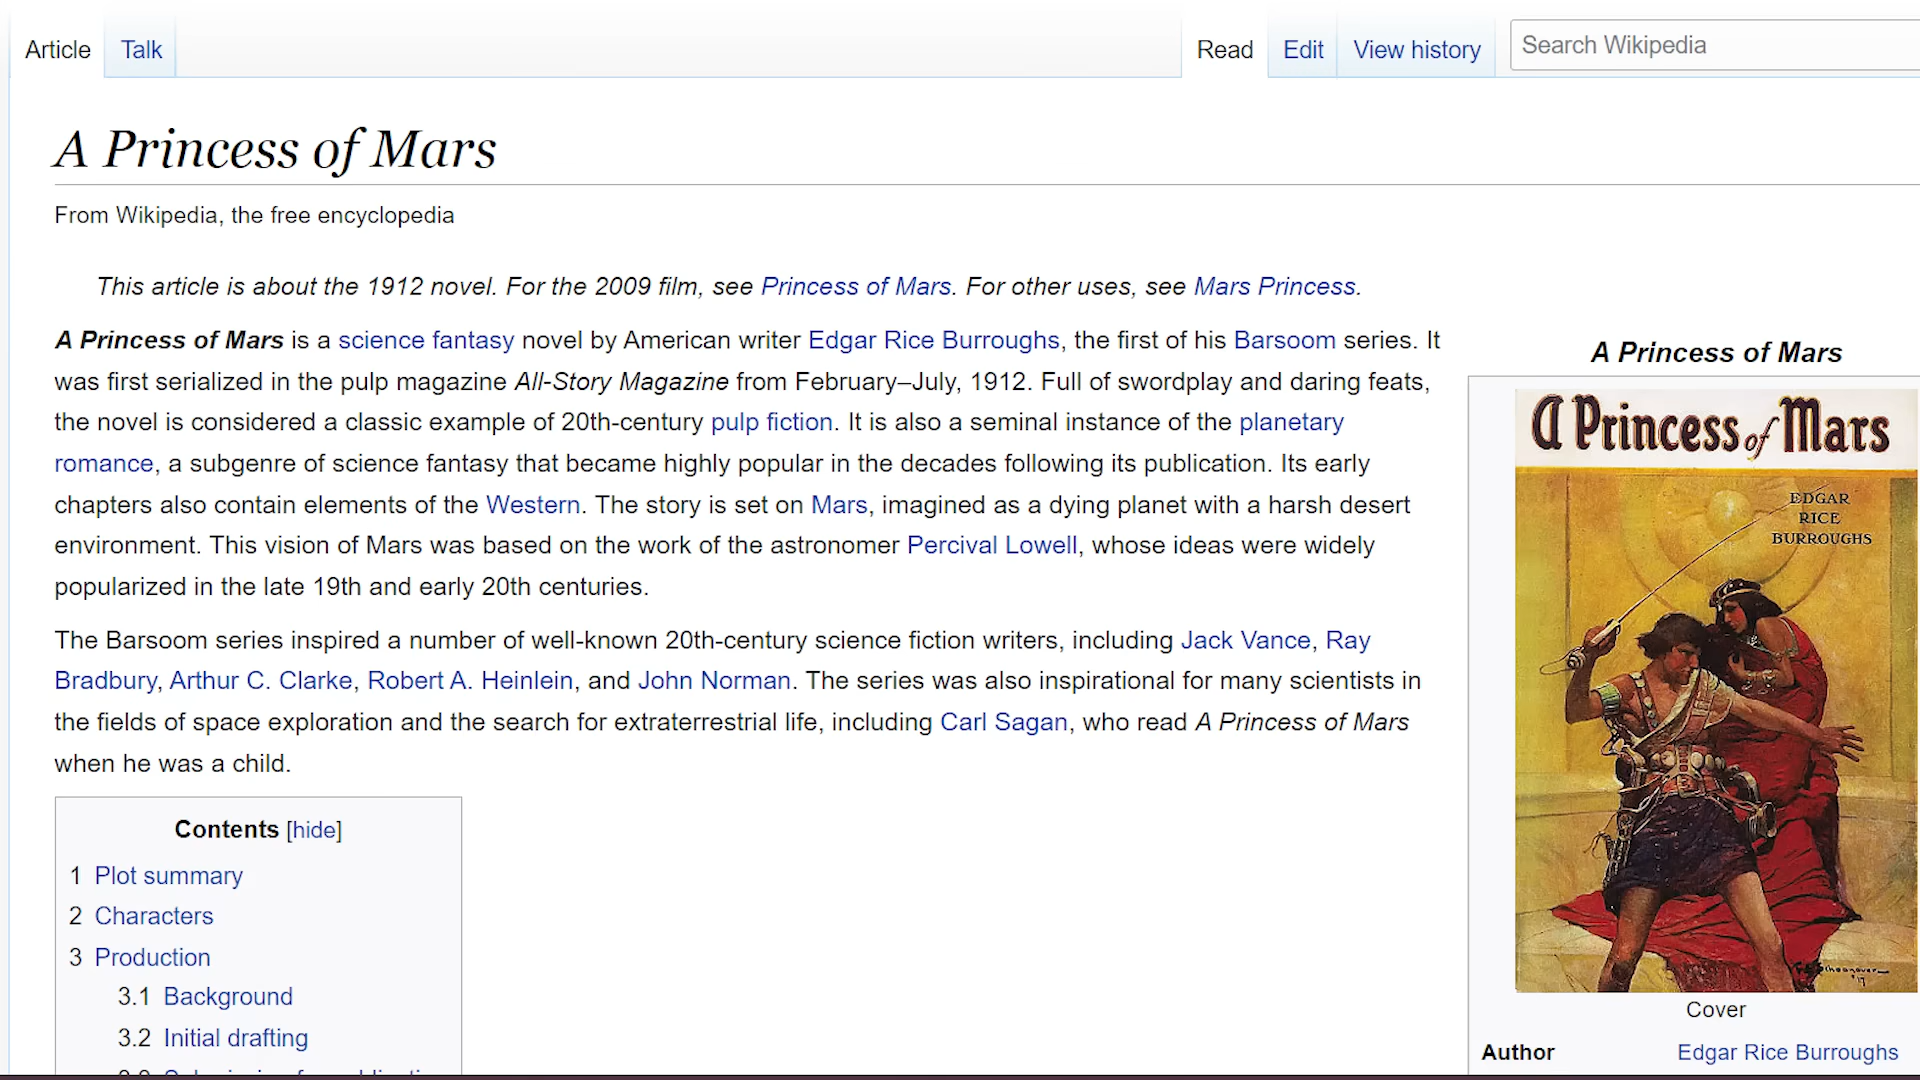 Article Talk Read Edit View history Search Wikipedia
A Princess of Mars
From Wikipedia, the free encyclopedia
This article is about the 1912 novel. For the 2009 film, see Princess of Mars. For other uses, see Mars Princess.
A Princess of Mars is a science fantasy novel by American writer Edgar Rice Burroughs, the first of his Barsoom series. It
was first serialized in the pulp magazine All-Story Magazine from February–July, 1912. Full of swordplay and daring feats,
the novel is considered a classic example of 20th-century pulp fiction. It is also a seminal instance of the planetary
romance, a subgenre of science fantasy that became highly popular in the decades following its publication. Its early
chapters also contain elements of the Western. The story is set on Mars, imagined as a dying planet with a harsh desert
environment. This vision of Mars was based on the work of the astronomer Percival Lowell, whose ideas were widely
popularized in the late 19th and early 20th centuries.
The Barsoom series inspired a number of well-known 20th-century science fiction writers, including Jack Vance, Ray
Bradbury, Arthur C. Clarke, Robert A. Heinlein, and John Norman. The series was also inspirational for many scientists in
the fields of space exploration and the search for extraterrestrial life, including Carl Sagan, who read A Princess of Mars
when he was a child.
Contents [hide]
1 Plot summary
2 Characters
3 Production
3.1 Background
3.2 Initial drafting
A Princess of Mars
A Princess of Mars
EDGAR
RICE
BURROUGHS
Cover
Author Edgar Rice Burroughs